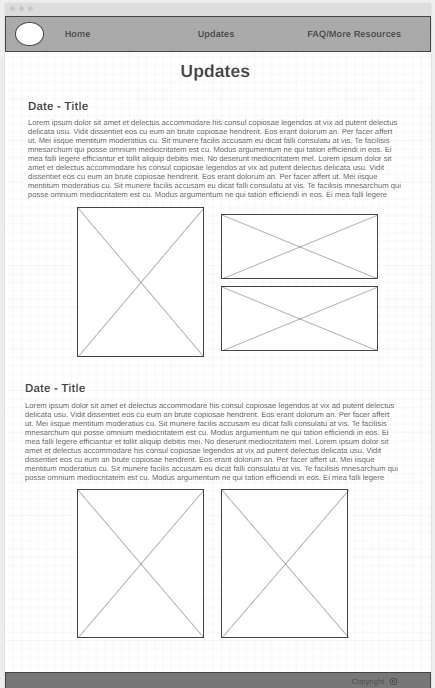 Home Updates FAQ/More Resources
Updates
Date - Title
Lorem ipsum dolor sit amet et delectus accommodare his consul copiosae legendos at vix ad putent delectus
delicata usu. Vidit dissentiet eos cu eum an brute copiosae hendrerit. Eos erant dolorum an. Per facer affert
ut. Mei iisque mentitum moderatius cu. Sit munere facilis accusam eu dicat falli consulatu at vis. Te facilisis
mnesarchum qui posse omnium mediocritatem est cu. Modus argumentum ne qui tation efficiendi in eos. Ei
mea falli legere efficiantur et tollit aliquip debitis mei. No deserunt mediocritatem mel. Lorem ipsum dolor sit
amet et delectus accommodare his consul copiosae legendos at vix ad putent delectus delicata usu. Vidit
dissentiet eos cu eum an brute copiosae hendrerit. Eos erant dolorum an. Per facer affert ut. Mei iisque
mentitum moderatius cu. Sit munere facilis accusam eu dicat falli consulatu at vis. Te facilisis mnesarchum qui
posse omnium mediocritatem est cu. Modus argumentum ne qui tation efficiendi in eos. Ei mea falli legere
Date - Title
Lorem ipsum dolor sit amet et delectus accommodare his consul copiosae legendos at vix ad putent delectus
delicata usu. Vidit dissentiet eos cu eum an brute copiosae hendrerit. Eos erant dolorum an. Per facer affert
ut. Mei iisque mentitum moderatius cu. Sit munere facilis accusam eu dicat falli consulatu at vis. Te facilisis
mnesarchum qui posse omnium mediocritatem est cu. Modus argumentum ne qui tation efficiendi in eos. Ei
mea falli legere efficiantur et tollit aliquip debitis mei. No deserunt mediocritatem mel. Lorem ipsum dolor sit
amet et delectus accommodare his consul copiosae legendos at vix ad putent delectus delicata usu. Vidit
dissentiet eos cu eum an brute copiosae hendrerit. Eos erant dolorum an. Per facer affert ut. Mei iisque
mentitum moderatius cu. Sit munere facilis accusam eu dicat falli consulatu at vis. Te facilisis mnesarchum qui
posse omnium mediocritatem est cu. Modus argumentum ne qui tation efficiendi in eos. Ei mea falli legere
Copyright ©